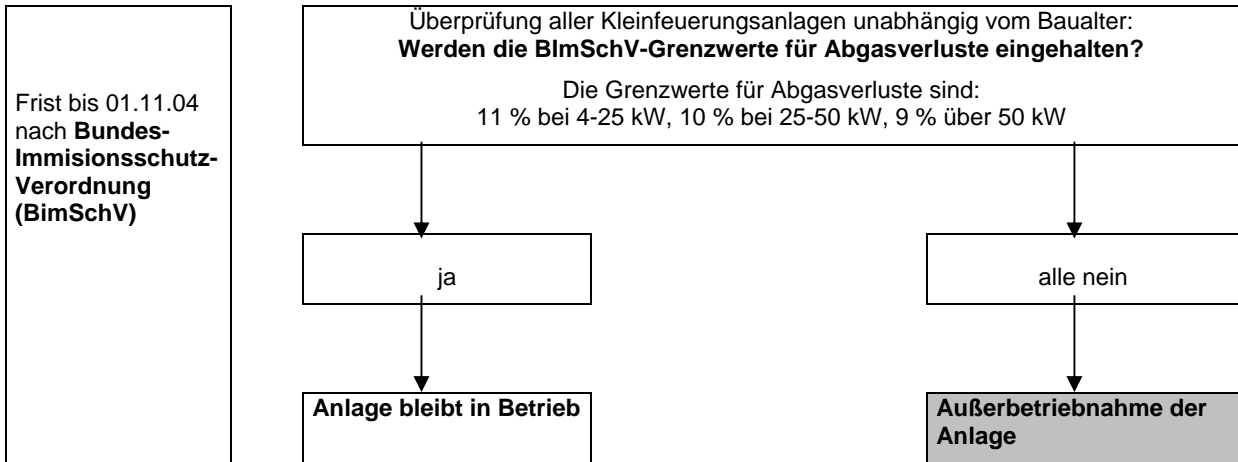 Frist bis 01.11.04
nach Bundes-
Immisionsschutz-
Verordnung
(BimSchV)
Überprüfung aller Kleinfeuerungsanlagen unabhängig vom Baualter:
Werden die BImSchV-Grenzwerte für Abgasverluste eingehalten?
Die Grenzwerte für Abgasverluste sind:
11 % bei 4-25 kW, 10 % bei 25-50 kW, 9 % über 50 kW
ja
alle nein
Anlage bleibt in Betrieb
Außerbetriebnahme der
Anlage